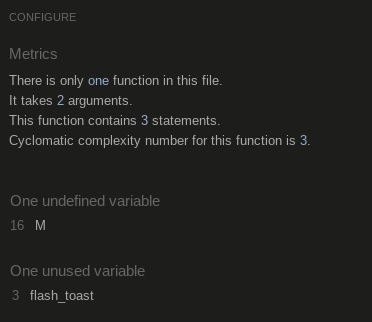 CONFIGURE
Metrics
There is only one function in this file.
It takes 2 arguments.
This function contains 3 statements.
Cyclomatic complexity number for this function is 3.
One undefined variable
16 M
One unused variable
3 flash_toast